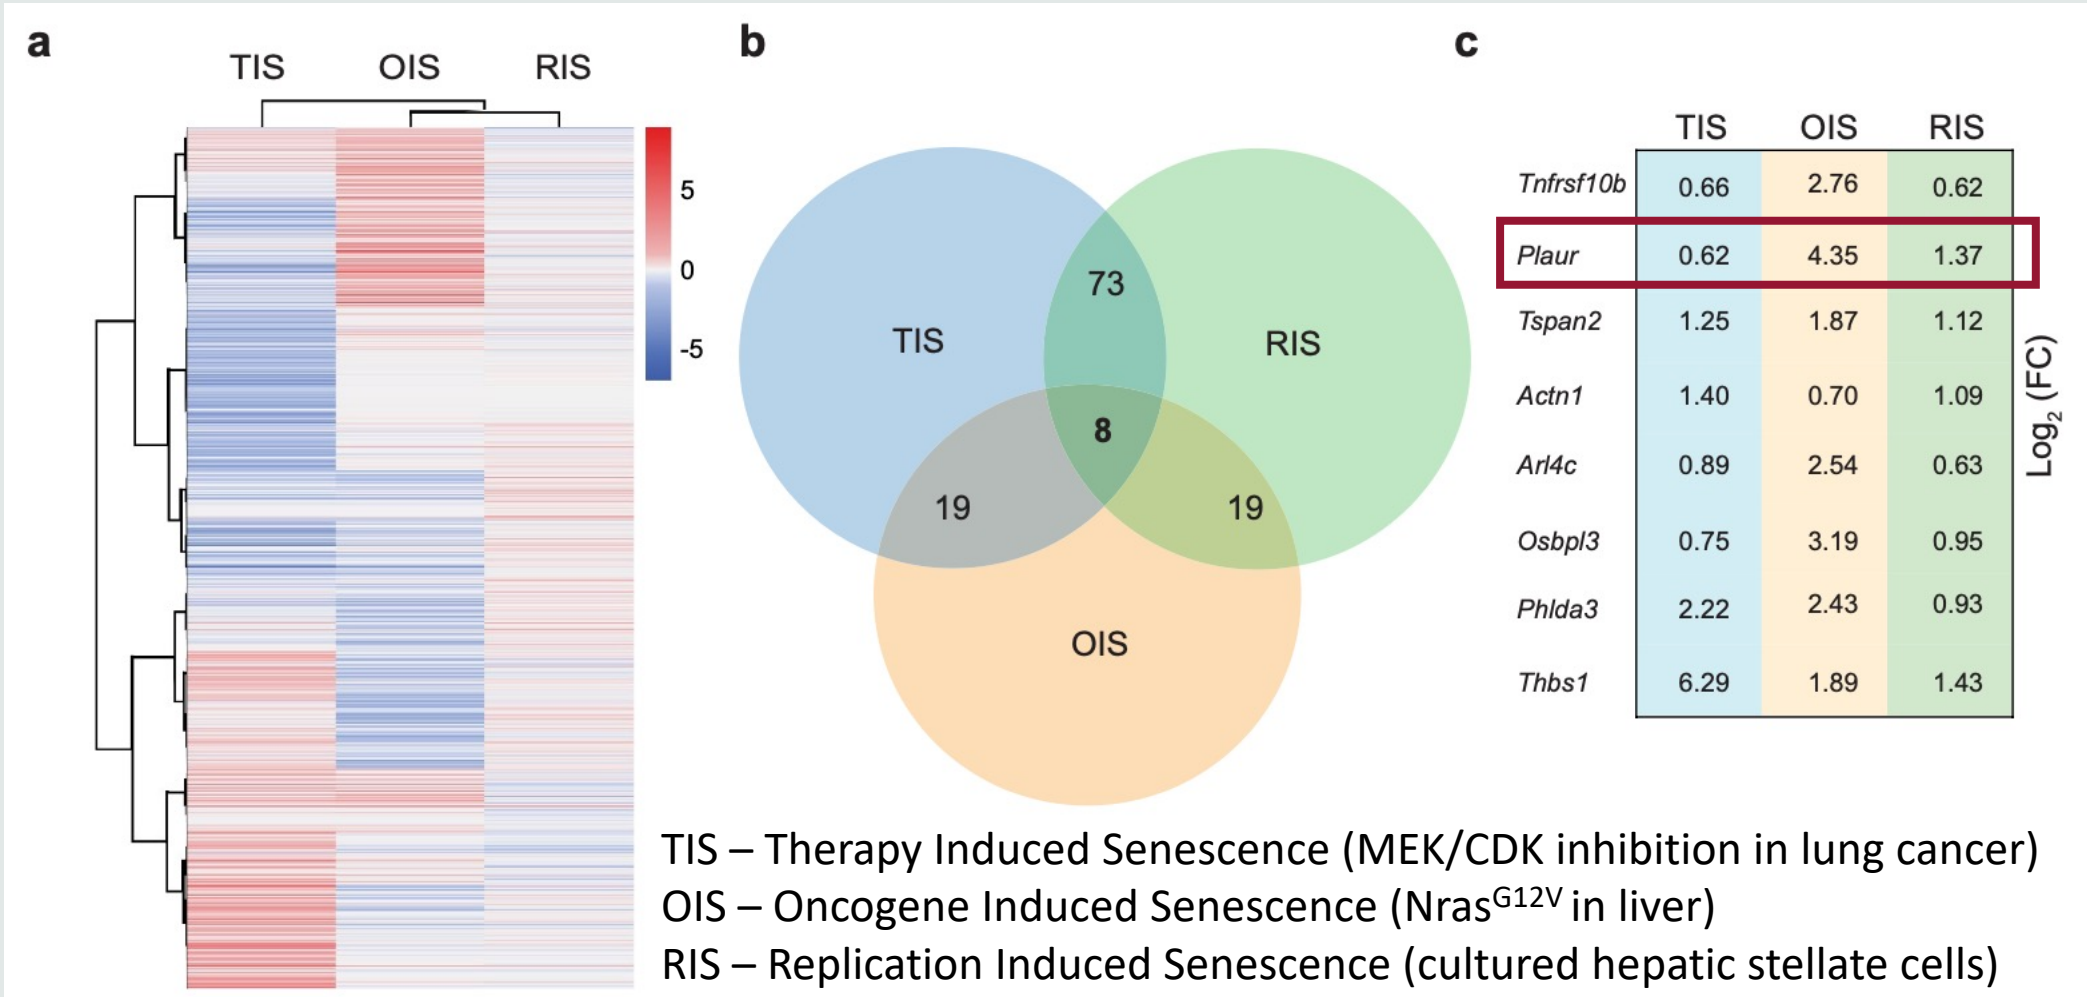 a
TIS OIS RIS
5
0
-5
b
TIS
73
RIS
8
19
19
OIS
c
TIS OIS RIS
Tnfrsf10b 0.66 2.76 0.62
Plaur 0.62 4.35 1.37
Tspan2 1.25 1.87 1.12
Actn1 1.40 0.70 1.09
Arl4c 0.89 2.54 0.63
Osbpl3 0.75 3.19 0.95
Phlda3 2.22 2.43 0.93
Thbs1 6.29 1.89 1.43
Log₂ (FC)
TIS – Therapy Induced Senescence (MEK/CDK inhibition in lung cancer)
OIS – Oncogene Induced Senescence (Nrasᴳ¹²ⱽ in liver)
RIS – Replication Induced Senescence (cultured hepatic stellate cells)